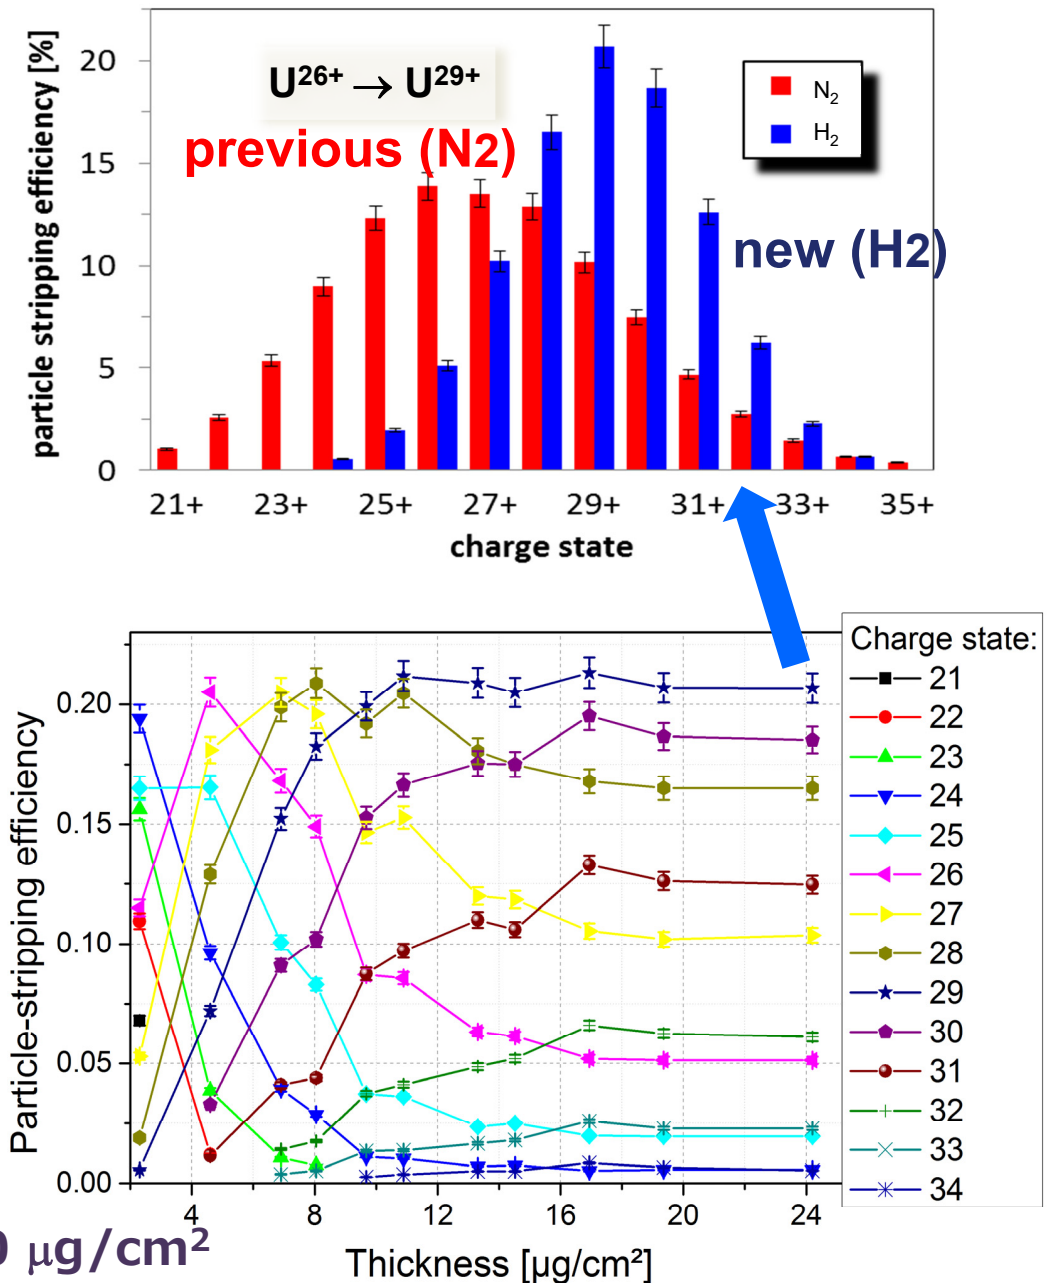 particle stripping efficiency [%]
20
15
10
5
0
U²⁶⁺ → U²⁹⁺
previous (N2)
N₂
H₂
new (H2)
21+ 23+ 25+ 27+ 29+ 31+ 33+ 35+
charge state
Particle-stripping efficiency
0.20
0.15
0.10
0.05
0.00
4 8 12 16 20 24
Thickness [µg/cm²]
Charge state:
21
22
23
24
25
26
27
28
29
30
31
32
33
34
µg/cm²